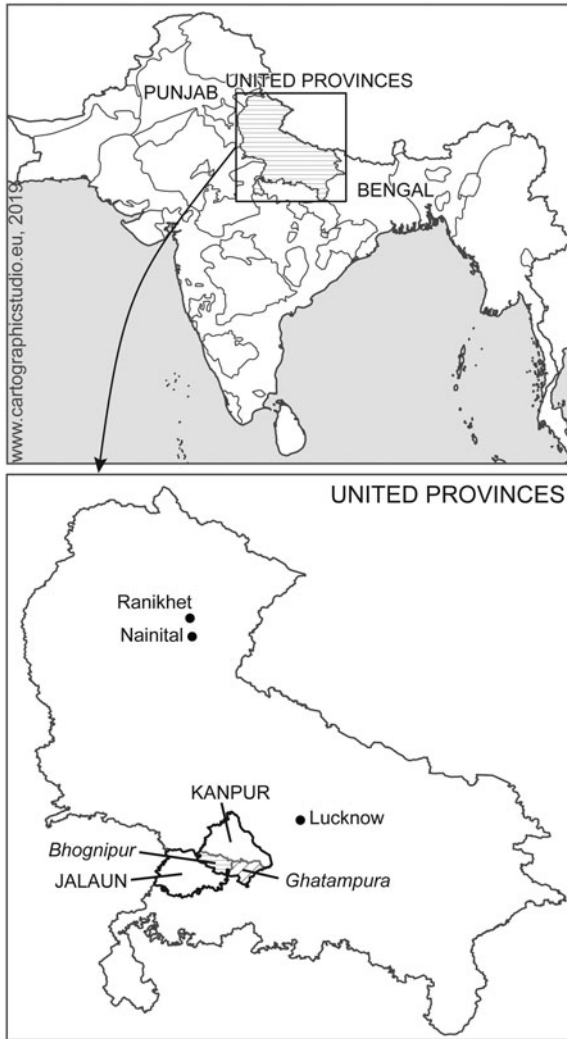 UNITED PROVINCES
PUNJAB
BENGAL
www.cartographicstudio.eu, 2019
UNITED PROVINCES
Ranikhet
Nainital
KANPUR
Lucknow
Bhognipur
JALAUN
Ghatampura